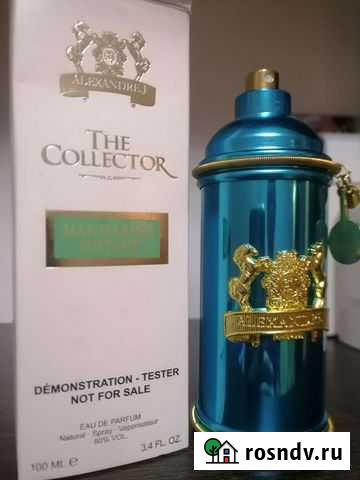 ALEXANDRE.J
THE
COLLECTOR
MANDARINE
DÉMONSTRATION - TESTER
NOT FOR SALE
EAU DE PARFUM
Natural - Spray - Vaporisateur
80% VOL.
100 ML e
3.4 FL. OZ.
ALEXANDRE.J
rosndv.ru